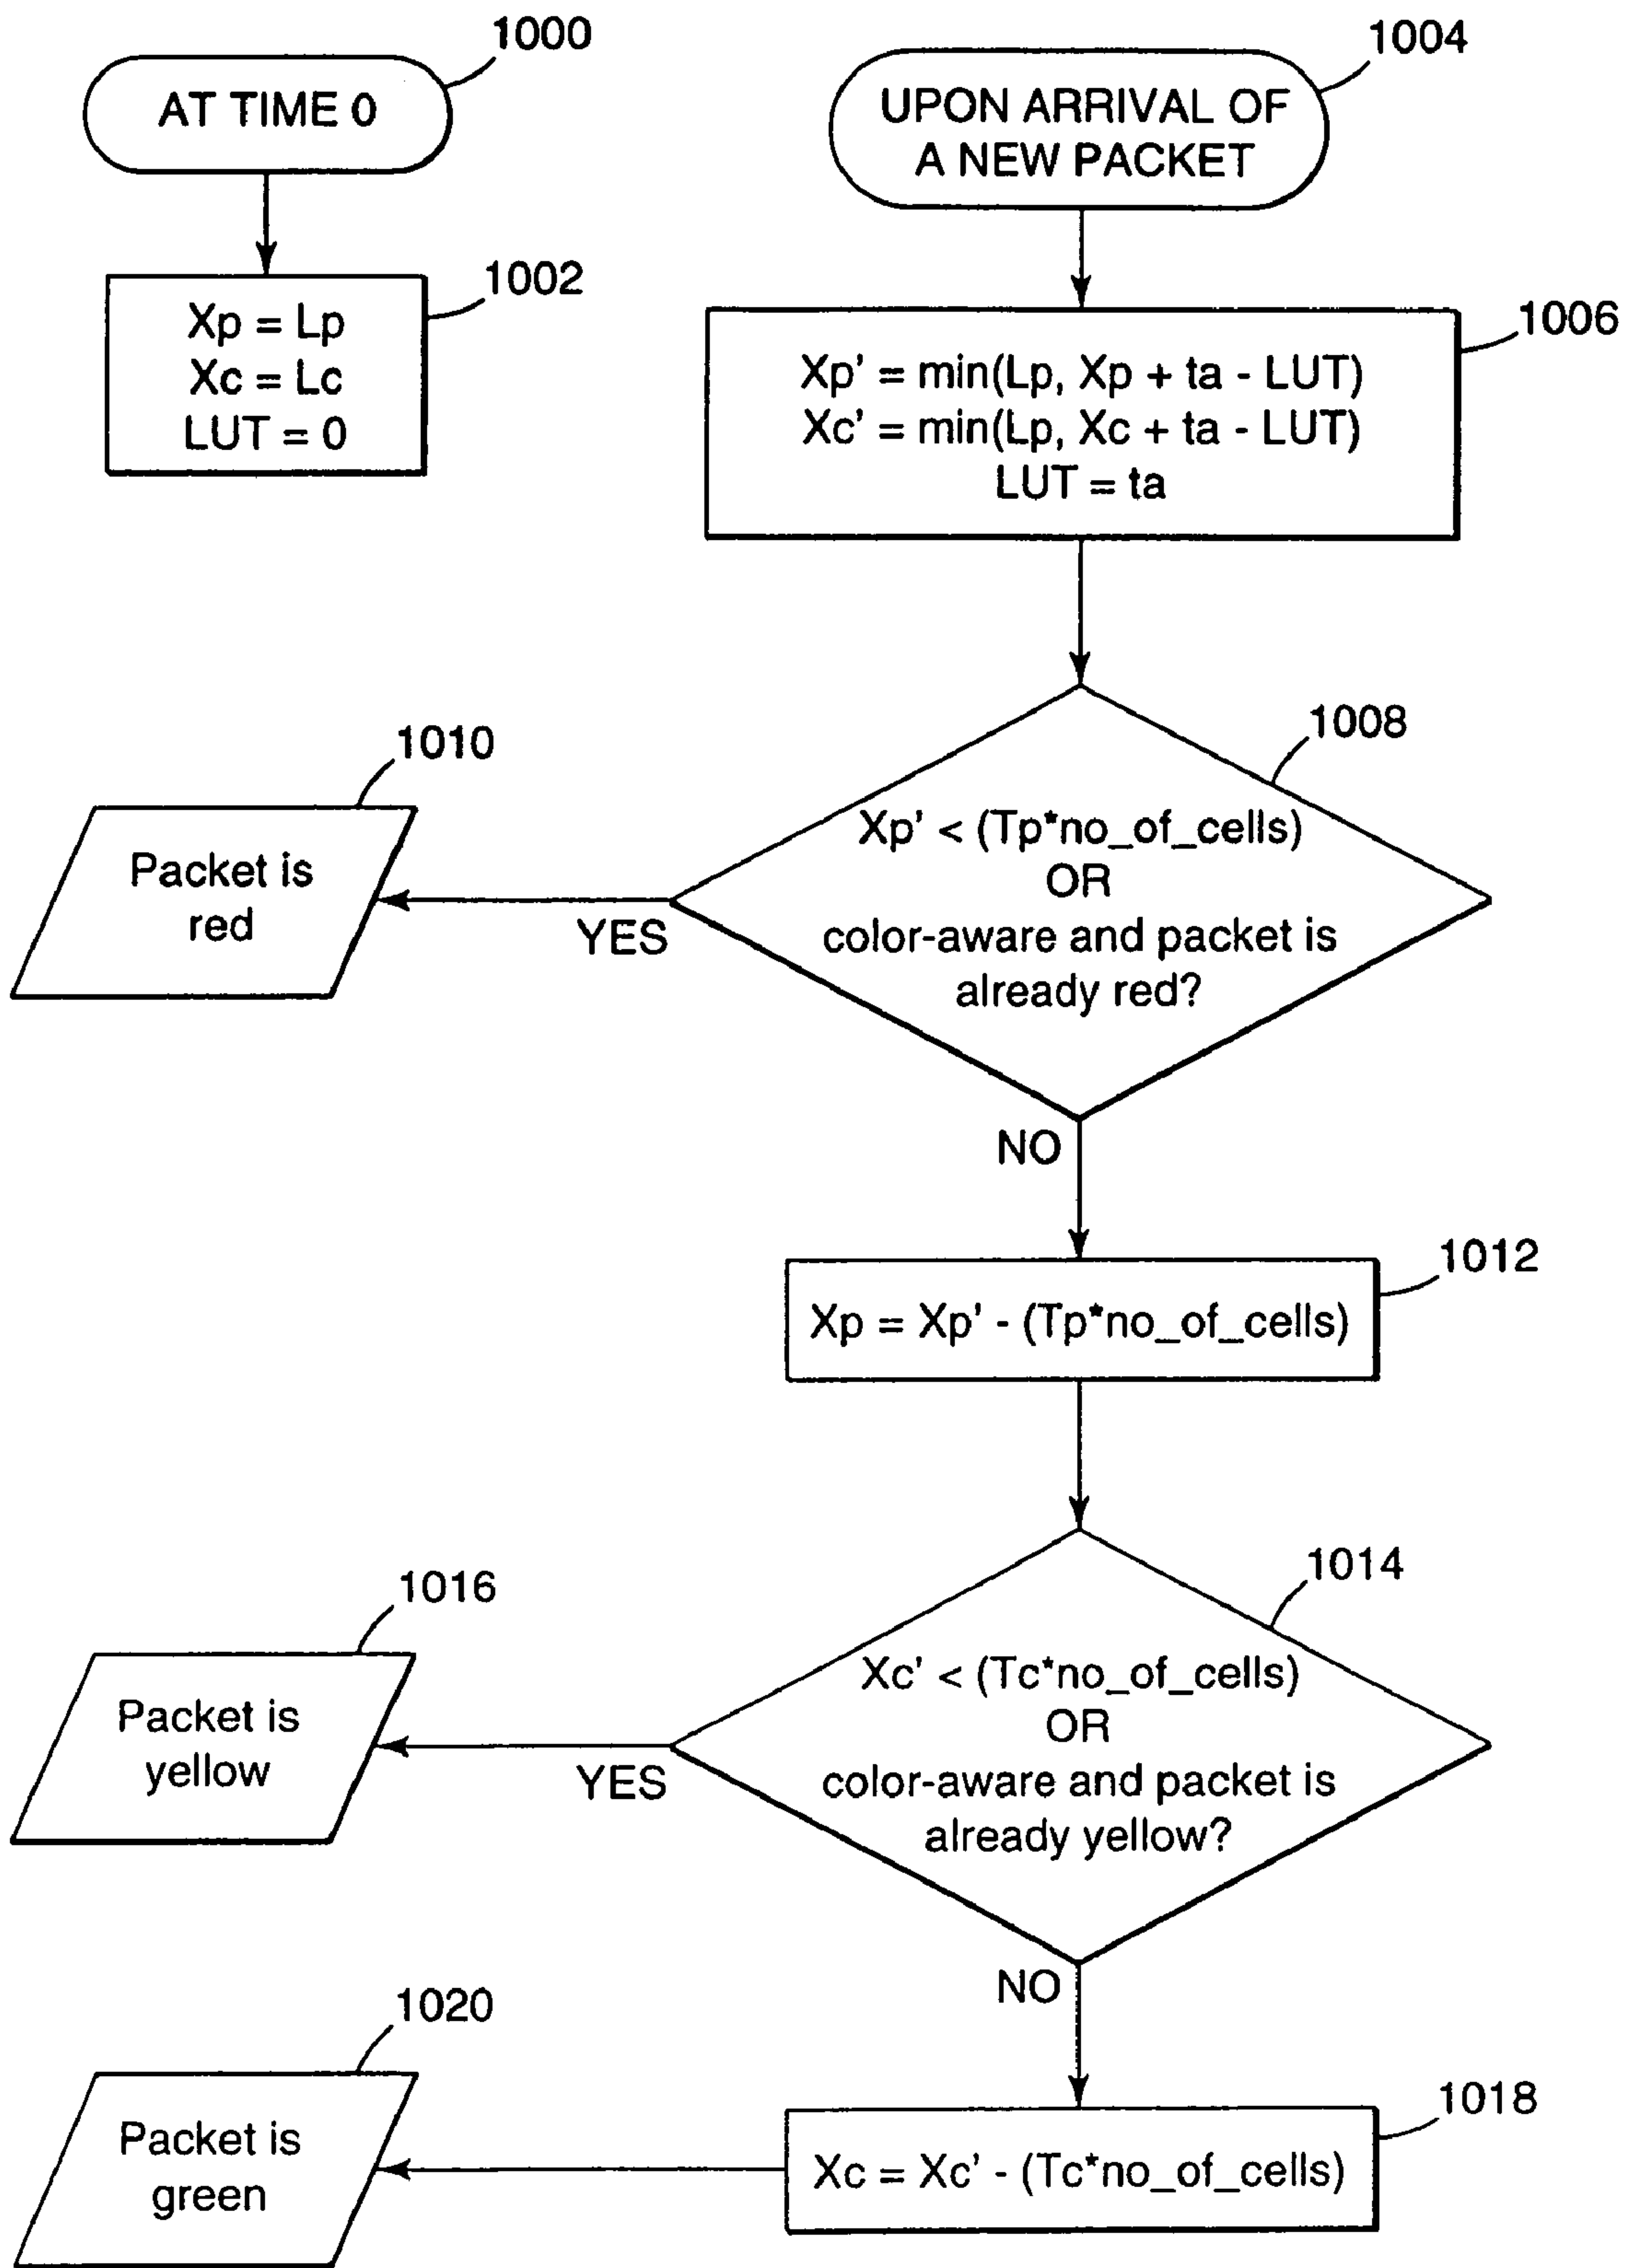 1000
AT TIME 0
1002
Xp = Lp
Xc = Lc
LUT = 0
1004
UPON ARRIVAL OF
A NEW PACKET
1006
Xp' = min(Lp, Xp + ta - LUT)
Xc' = min(Lp, Xc + ta - LUT)
LUT = ta
1008
Xp' < (Tp*no_of_cells)
OR
color-aware and packet is
already red?
YES
1010
Packet is
red
NO
1012
Xp = Xp' - (Tp*no_of_cells)
1014
Xc' < (Tc*no_of_cells)
OR
color-aware and packet is
already yellow?
YES
1016
Packet is
yellow
NO
1018
Xc = Xc' - (Tc*no_of_cells)
1020
Packet is
green